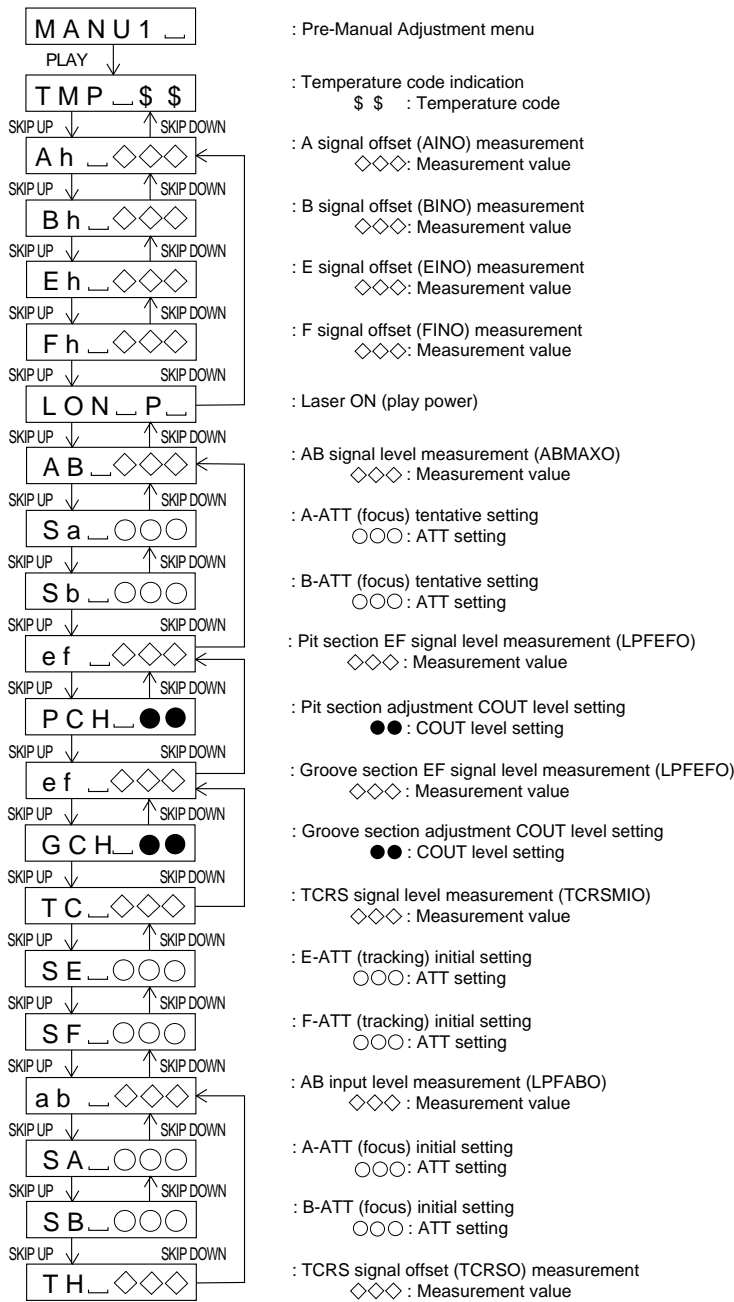 MANU1 ⎵ : Pre-Manual Adjustment menu
PLAY
TMP⎵$ $ : Temperature code indication
$ $ : Temperature code
SKIP UP SKIP DOWN
Ah ⎵◇◇◇ : A signal offset (AINO) measurement
◇◇◇: Measurement value
SKIP UP SKIP DOWN
Bh⎵◇◇◇ : B signal offset (BINO) measurement
◇◇◇: Measurement value
SKIP UP SKIP DOWN
Eh⎵◇◇◇ : E signal offset (EINO) measurement
◇◇◇: Measurement value
SKIP UP SKIP DOWN
Fh⎵◇◇◇ : F signal offset (FINO) measurement
◇◇◇: Measurement value
SKIP UP SKIP DOWN
LON⎵P⎵ : Laser ON (play power)
SKIP UP SKIP DOWN
AB⎵◇◇◇ : AB signal level measurement (ABMAXO)
◇◇◇ : Measurement value
SKIP UP SKIP DOWN
Sa⎵○○○ : A-ATT (focus) tentative setting
○○○ : ATT setting
SKIP UP SKIP DOWN
Sb⎵○○○ : B-ATT (focus) tentative setting
○○○ : ATT setting
SKIP UP SKIP DOWN
ef ⎵◇◇◇ : Pit section EF signal level measurement (LPFEFO)
◇◇◇ : Measurement value
SKIP UP SKIP DOWN
PCH⎵●● : Pit section adjustment COUT level setting
●● : COUT level setting
SKIP UP SKIP DOWN
ef ⎵◇◇◇ : Groove section EF signal level measurement (LPFEFO)
◇◇◇ : Measurement value
SKIP UP SKIP DOWN
GCH⎵●● : Groove section adjustment COUT level setting
●● : COUT level setting
SKIP UP SKIP DOWN
TC⎵◇◇◇ : TCRS signal level measurement (TCRSMIO)
◇◇◇ : Measurement value
SKIP UP SKIP DOWN
SE⎵○○○ : E-ATT (tracking) initial setting
○○○: ATT setting
SKIP UP SKIP DOWN
SF⎵○○○ : F-ATT (tracking) initial setting
○○○: ATT setting
SKIP UP SKIP DOWN
ab ⎵◇◇◇ : AB input level measurement (LPFABO)
◇◇◇ : Measurement value
SKIP UP SKIP DOWN
SA⎵○○○ : A-ATT (focus) initial setting
○○○: ATT setting
SKIP UP SKIP DOWN
SB⎵○○○ : B-ATT (focus) initial setting
○○○ : ATT setting
SKIP UP SKIP DOWN
TH⎵◇◇◇ : TCRS signal offset (TCRSO) measurement
◇◇◇ : Measurement value